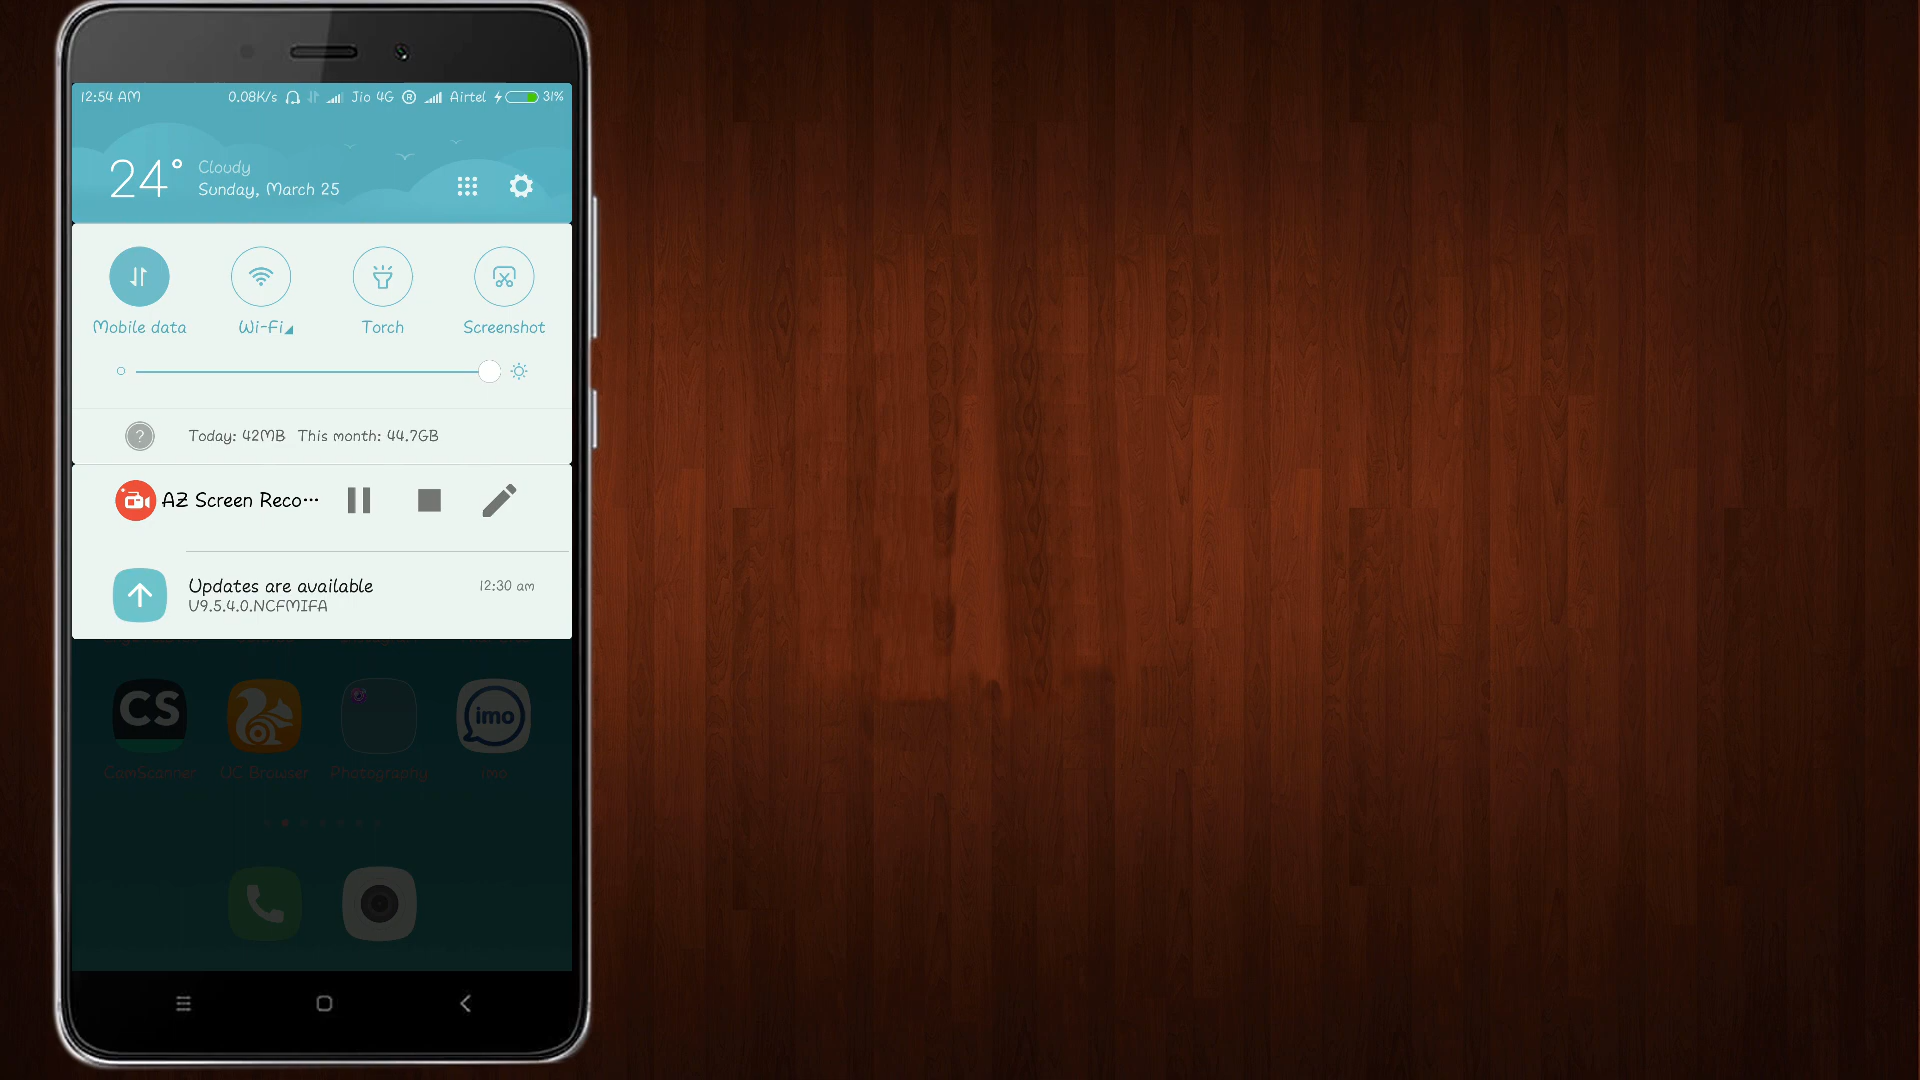 12:54 AM 0.08K/s Jio 4G R Airtel 31%
24° Cloudy
Sunday, March 25
Mobile data Wi-Fi Torch Screenshot
? Today: 42MB This month: 44.7GB
AZ Screen Reco...
Updates are available 12:30 am
V9.5.4.0.NCFMIFA
CS imo
CamScanner UC Browser Photography imo